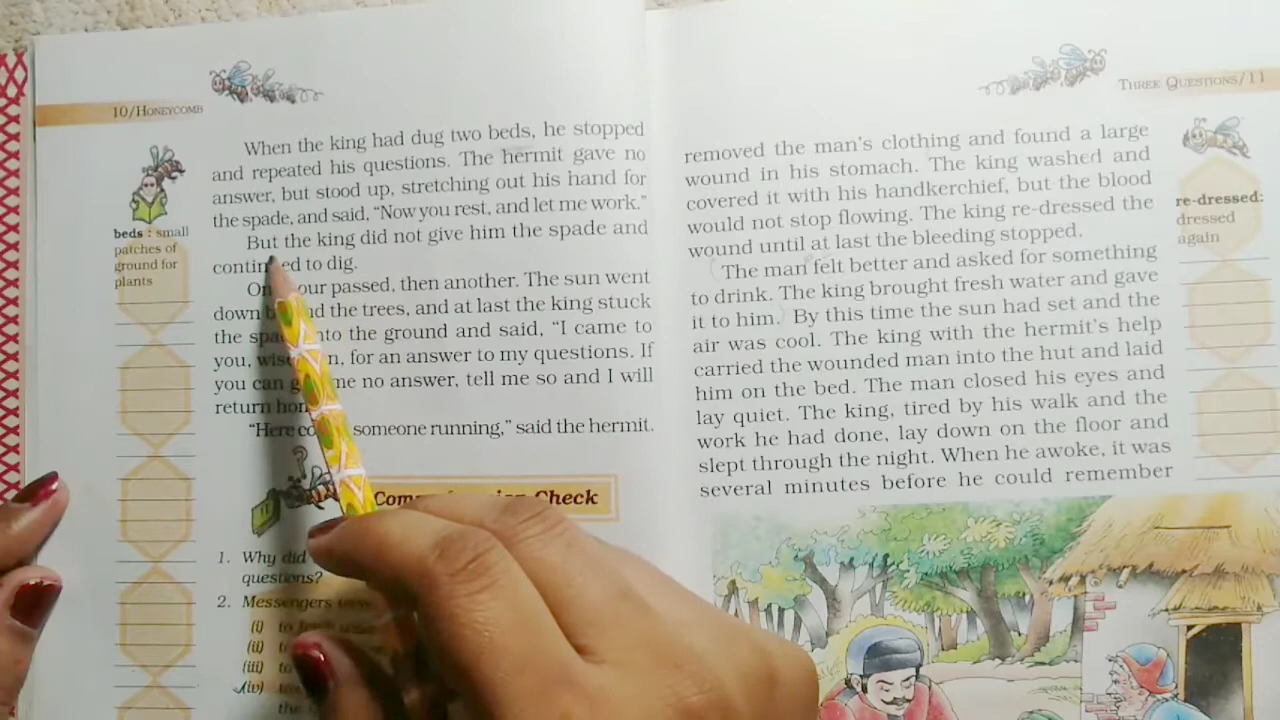 10/HONEYCOMB
When the king had dug two beds, he stopped
and repeated his questions. The hermit gave no
answer, but stood up, stretching out his hand for
the spade, and said, “Now you rest, and let me work.”
But the king did not give him the spade and
to dig.
passed, then another. The sun went
down the trees, and at last the king stuck
the into the ground and said, “I came to
you, for an answer to my questions. If
you can me no answer, tell me so and I will
return
“Here someone running,” said the hermit.
beds : small
patches of
ground for
plants
Check
1. Why did
questions?
2. Messengers
(i) to
(ii)
(iii) to
(iv)
the
THREE QUESTIONS/11
removed the man’s clothing and found a large
wound in his stomach. The king washed and
covered it with his handkerchief, but the blood
would not stop flowing. The king re-dressed the
wound until at last the bleeding stopped.
The man felt better and asked for something
to drink. The king brought fresh water and gave
it to him. By this time the sun had set and the
air was cool. The king with the hermit’s help
carried the wounded man into the hut and laid
him on the bed. The man closed his eyes and
lay quiet. The king, tired by his walk and the
work he had done, lay down on the floor and
slept through the night. When he awoke, it was
several minutes before he could remember
re-dressed:
dressed
again